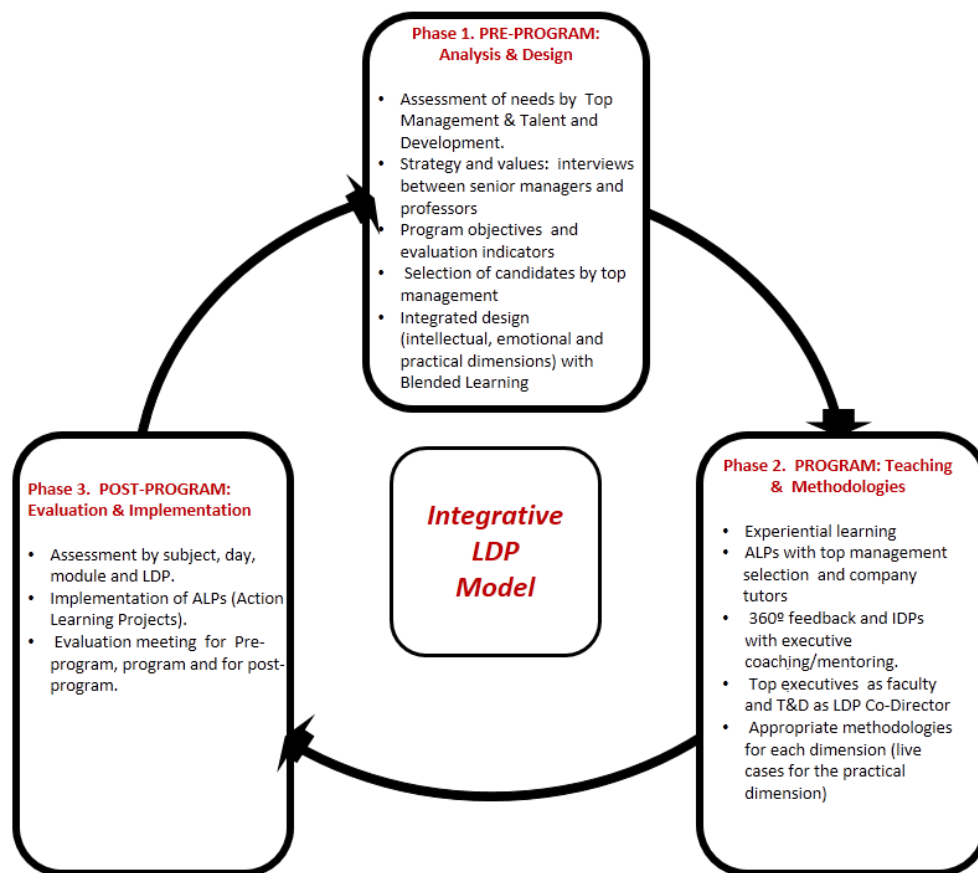 Phase 1. PRE-PROGRAM:
Analysis & Design
• Assessment of needs by Top
Management & Talent and
Development.
• Strategy and values: interviews
between senior managers and
professors
• Program objectives and
evaluation indicators
• Selection of candidates by top
management
• Integrated design
(intellectual, emotional and
practical dimensions) with
Blended Learning
Phase 2. PROGRAM: Teaching
& Methodologies
• Experiential learning
• ALPs with top management
selection and company
tutors
• 360º feedback and IDPs
with executive
coaching/mentoring.
• Top executives as faculty
and T&D as LDP Co-Director
• Appropriate methodologies
for each dimension (live
cases for the practical
dimension)
Phase 3. POST-PROGRAM:
Evaluation & Implementation
• Assessment by subject, day,
module and LDP.
• Implementation of ALPs (Action
Learning Projects).
• Evaluation meeting for Pre-
program, program and for post-
program.
Integrative
LDP
Model